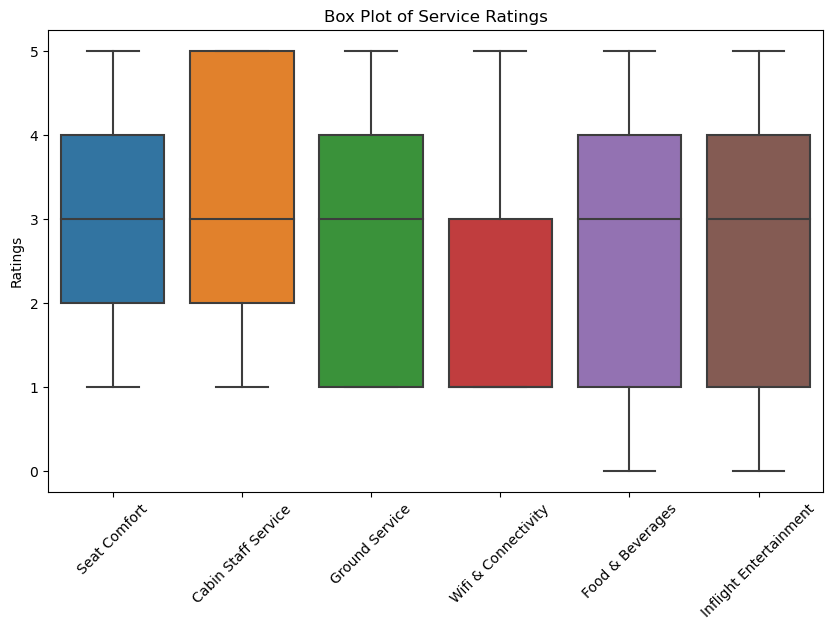 Box Plot of Service Ratings
Ratings
5
4
3
2
1
0
Seat Comfort
Cabin Staff Service
Ground Service
Wifi & Connectivity
Food & Beverages
Inflight Entertainment